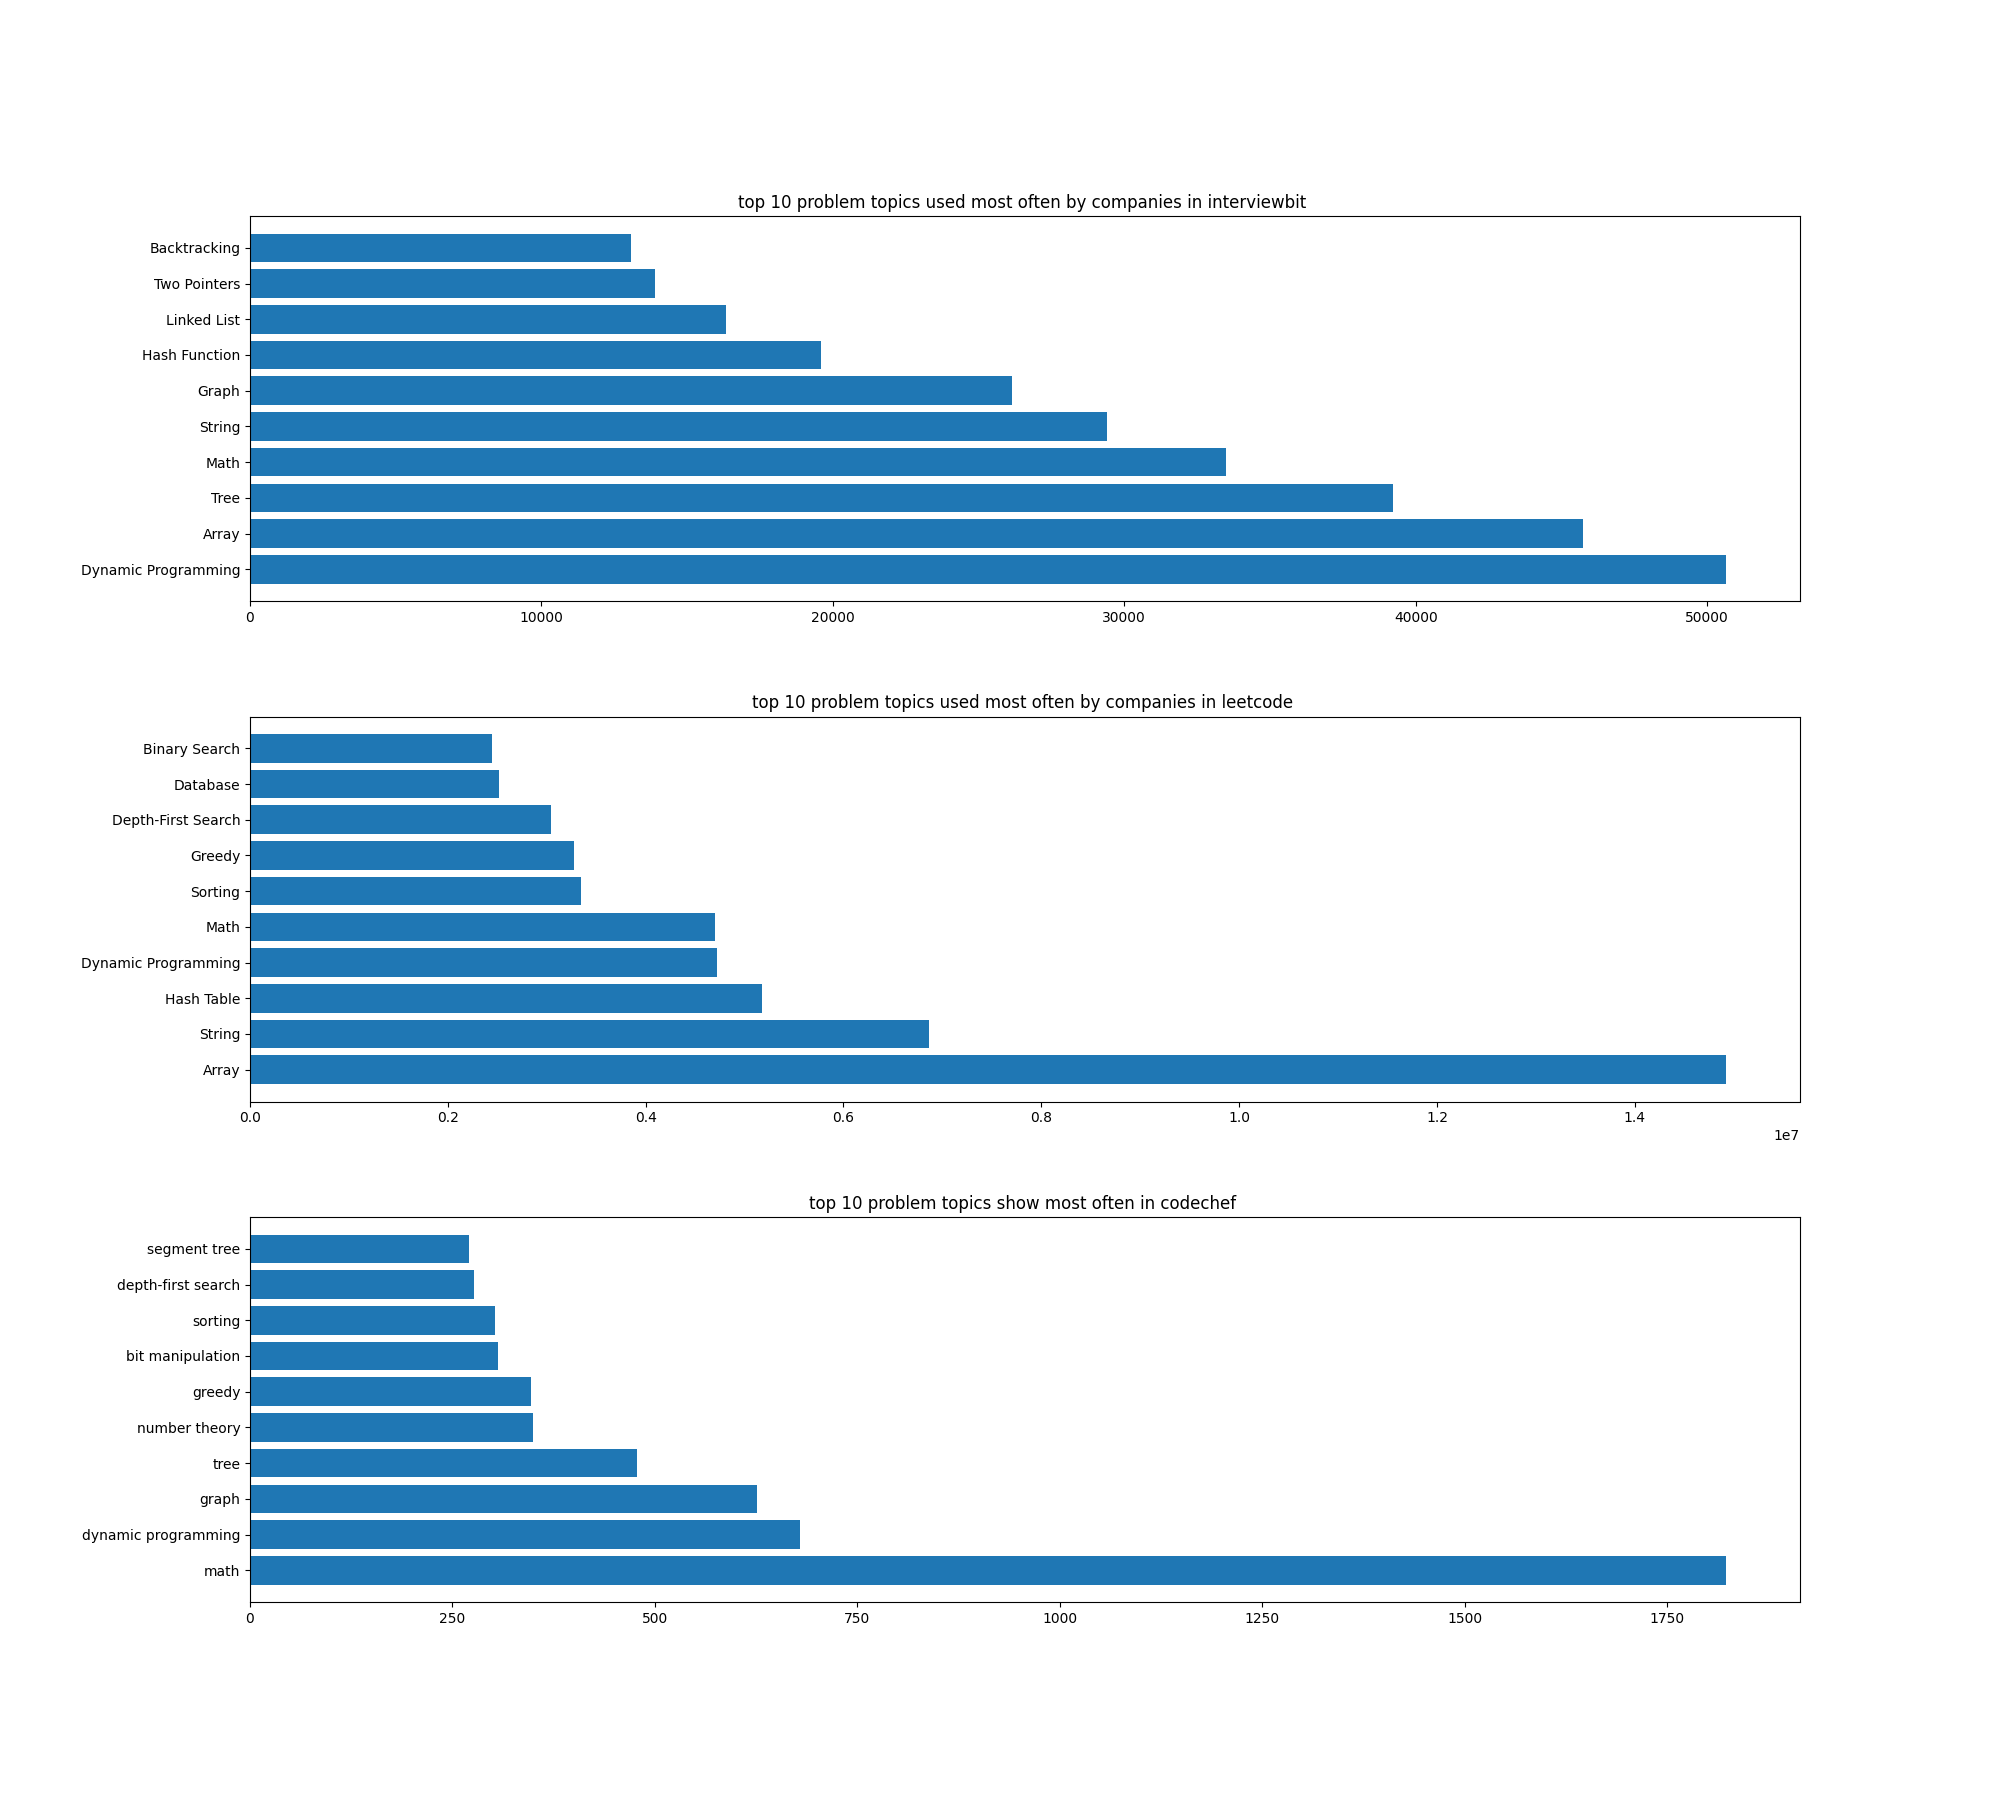 top 10 problem topics used most often by companies in interviewbit
Backtracking
Two Pointers
Linked List
Hash Function
Graph
String
Math
Tree
Array
Dynamic Programming
0 10000 20000 30000 40000 50000
top 10 problem topics used most often by companies in leetcode
Binary Search
Database
Depth-First Search
Greedy
Sorting
Math
Dynamic Programming
Hash Table
String
Array
0.0 0.2 0.4 0.6 0.8 1.0 1.2 1.4
1e7
top 10 problem topics show most often in codechef
segment tree
depth-first search
sorting
bit manipulation
greedy
number theory
tree
graph
dynamic programming
math
0 250 500 750 1000 1250 1500 1750